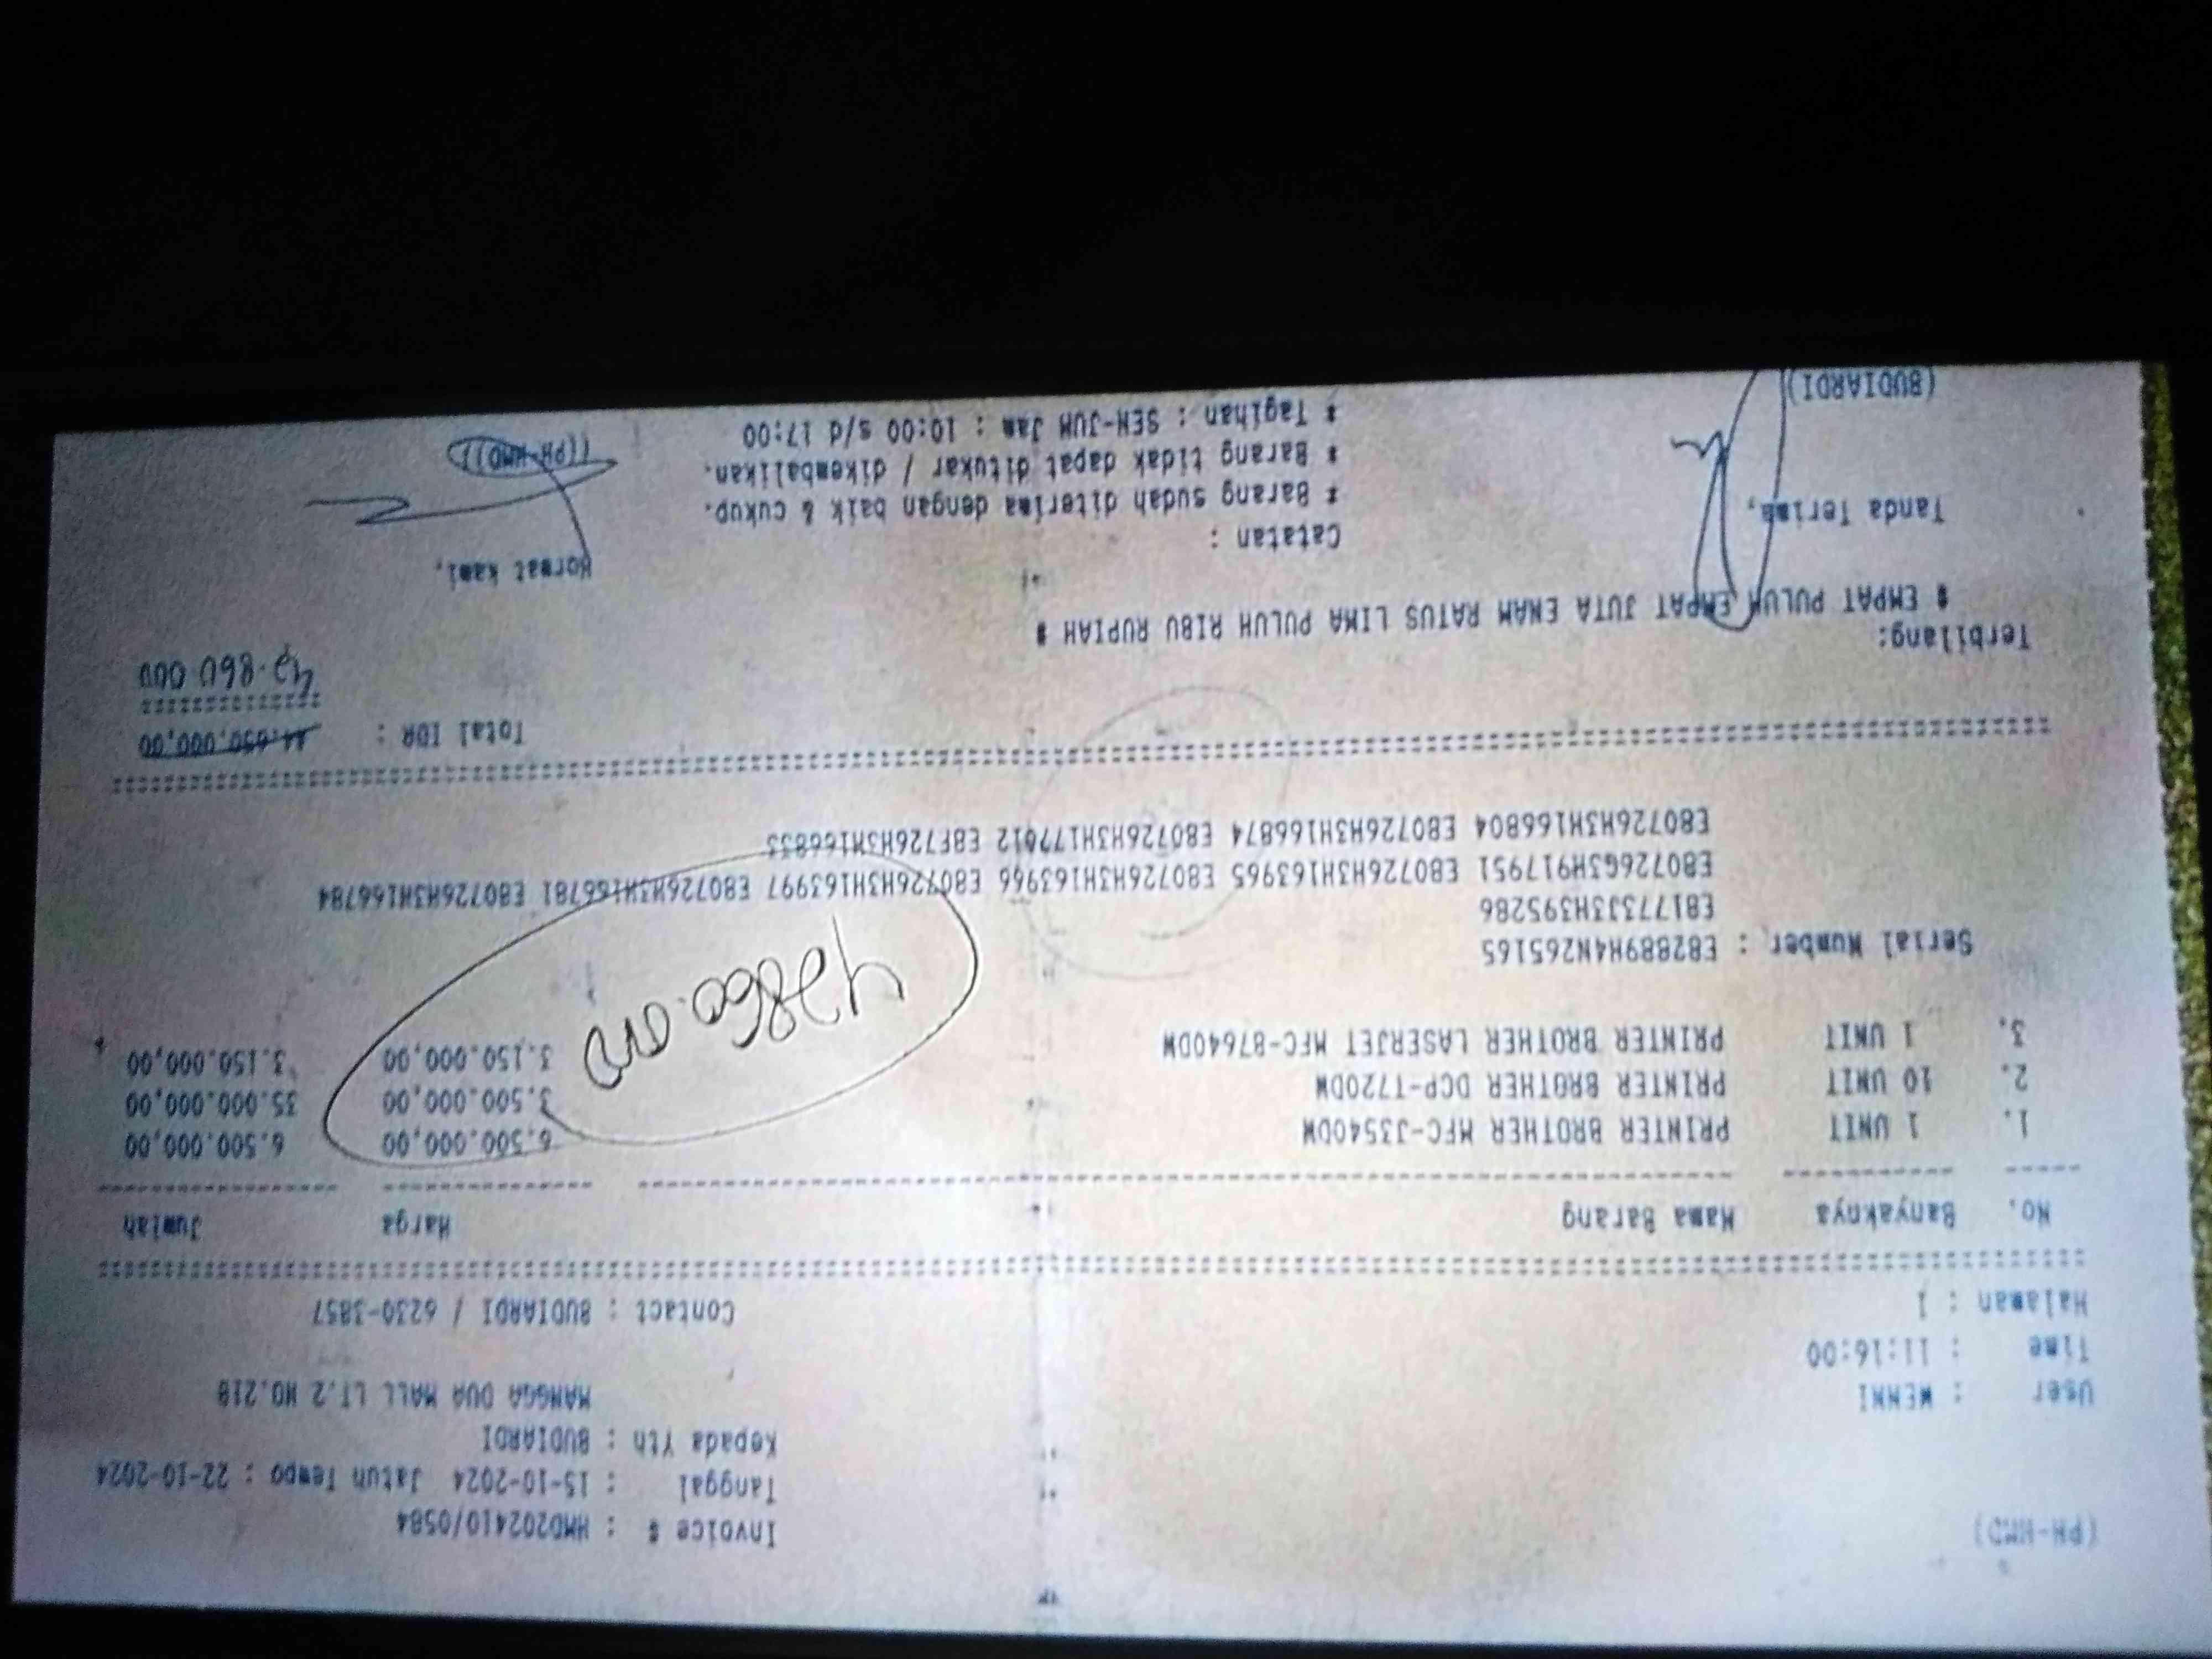 (PH-HMD)
Invoice # : HMD202410/0584
Tanggal : 15-10-2024 Jatuh Tempo : 22-10-2024
Kepada Yth : BUDIARDI
MANGGA DUA MALL LT.2 NO.21B
User : WENNI
Time : 11:16:00
Halaman : 1
Contact : BUDIARDI / 6230-3857
No. Banyaknya Nama Barang Harga Jumlah
1. 1 UNIT PRINTER BROTHER MFC-J3540DW 6.500.000,00 6.500.000,00
2. 10 UNIT PRINTER BROTHER DCP-T720DW 3.500.000,00 35.000.000,00
3. 1 UNIT PRINTER BROTHER LASERJET MFC-87640DW 3.150.000,00 3.150.000,00
42860.000
Serial Number : E82889H4N265165
E81773J3H395286
E80726G3H917951 E80726H3H163965 E80726H3H163966 E80726H3H163997 E80726H3H166781 E80726H3H166784
E80726H3H166804 E80726H3H166874 E80726H3H177012 E8F726H3H166833
Total IDR : 44.650.000,00
42.860 000
Terbilang:
# EMPAT PULUH EMPAT JUTA ENAM RATUS LIMA PULUH RIBU RUPIAH #
Tanda Terima,
Catatan :
Hormat kami,
* Barang sudah diterima dengan baik & cukup.
* Barang tidak dapat ditukar / dikembalikan.
* Tagihan : SEN-JUM Jam : 10:00 s/d 17:00
(BUDIARDI)
((PH-HMD))